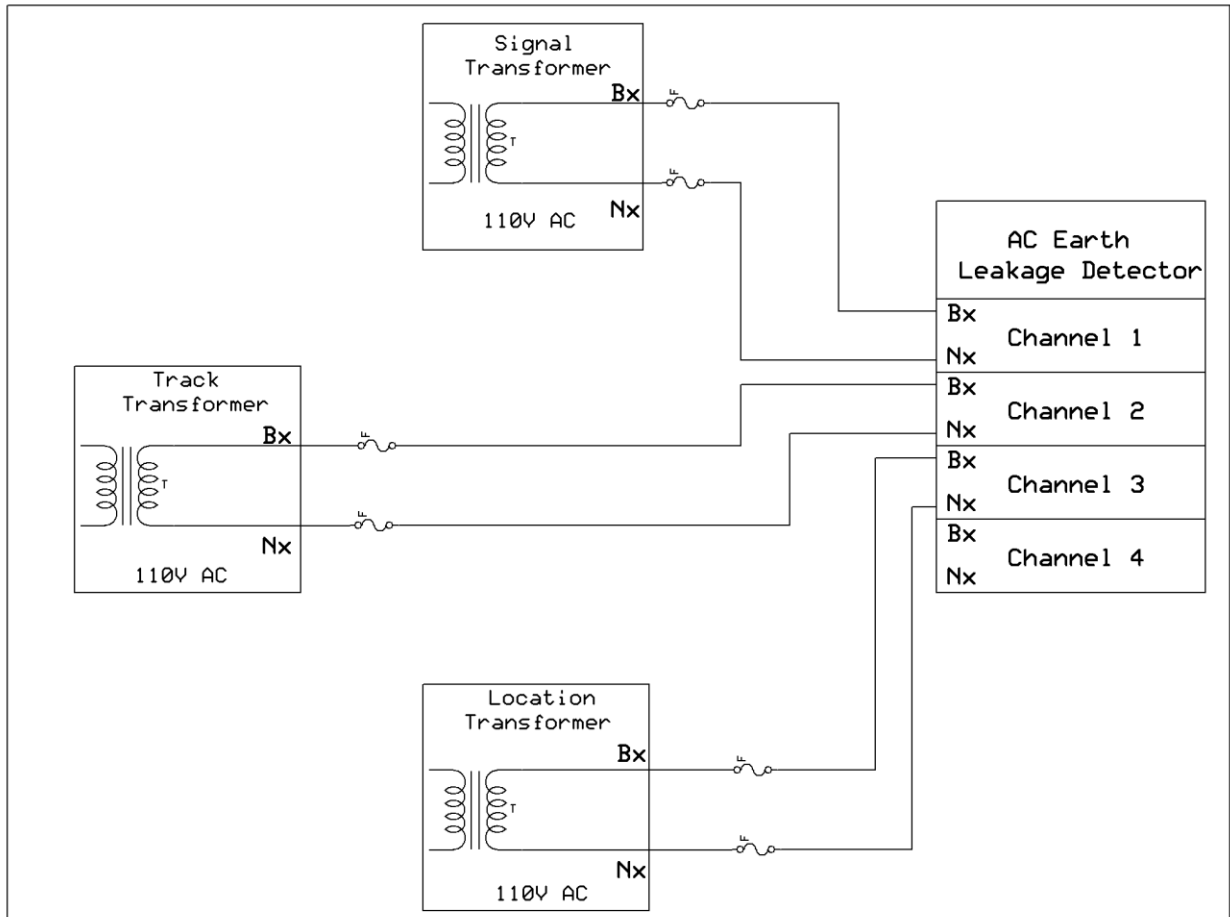 Signal
Transformer
Bx
F
T
F
Nx
110V AC
AC Earth
Leakage Detector
Bx
Channel 1
Nx
Bx
Channel 2
Nx
Bx
Channel 3
Nx
Bx
Channel 4
Nx
Track
Transformer
Bx
F
T
F
Nx
110V AC
Location
Transformer
Bx
F
T
F
Nx
110V AC